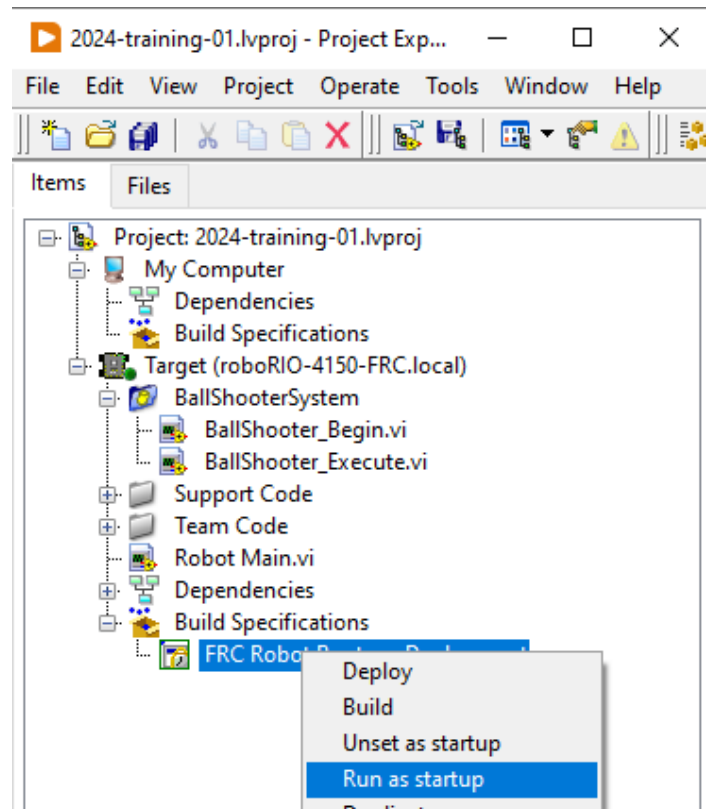 2024-training-01.lvproj - Project Exp...
File Edit View Project Operate Tools Window Help
Items Files
Project: 2024-training-01.lvproj
My Computer
Dependencies
Build Specifications
Target (roboRIO-4150-FRC.local)
BallShooterSystem
BallShooter_Begin.vi
BallShooter_Execute.vi
Support Code
Team Code
Robot Main.vi
Dependencies
Build Specifications
FRC Robot
Deploy
Build
Unset as startup
Run as startup